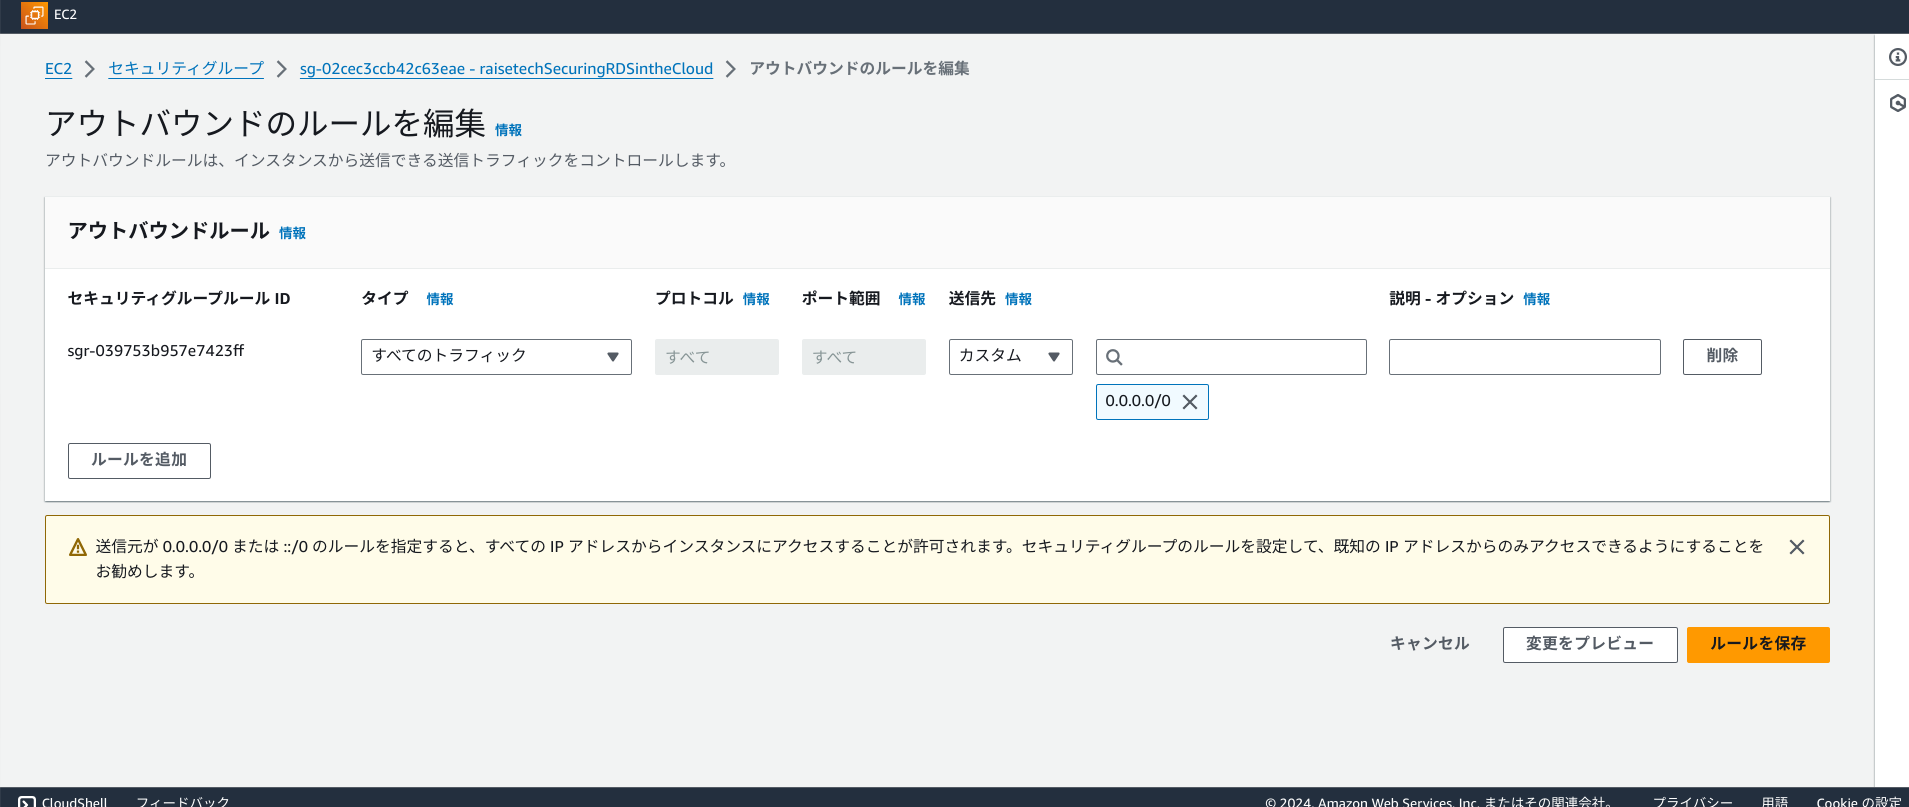 EC2
EC2 > セキュリティグループ > sg-02cec3ccb42c63eae - raisetechSecuringRDSintheCloud > アウトバウンドのルールを編集
アウトバウンドのルールを編集 情報
アウトバウンドルールは、インスタンスから送信できる送信トラフィックをコントロールします。
アウトバウンドルール 情報
セキュリティグループルール ID タイプ 情報 プロトコル 情報 ポート範囲 情報 送信先 情報 説明 - オプション 情報
sgr-039753b957e7423ff すべてのトラフィック すべて すべて カスタム 削除
0.0.0.0/0
ルールを追加
送信元が 0.0.0.0/0 または ::/0 のルールを指定すると、すべての IP アドレスからインスタンスにアクセスすることが許可されます。セキュリティグループのルールを設定して、既知の IP アドレスからのみアクセスできるようにすることを
お勧めします。
キャンセル 変更をプレビュー ルールを保存
CloudShell フィードバック © 2024, Amazon Web Services, Inc. またはその関連会社。 プライバシー 用語 Cookie の設定